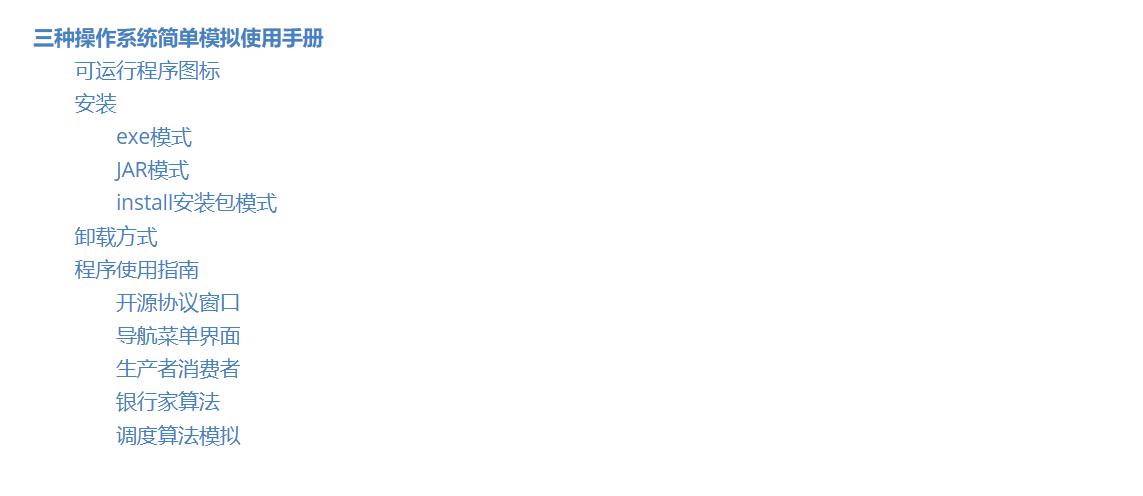 三种操作系统简单模拟使用手册
可运行程序图标
安装
exe模式
JAR模式
install安装包模式
卸载方式
程序使用指南
开源协议窗口
导航菜单界面
生产者消费者
银行家算法
调度算法模拟